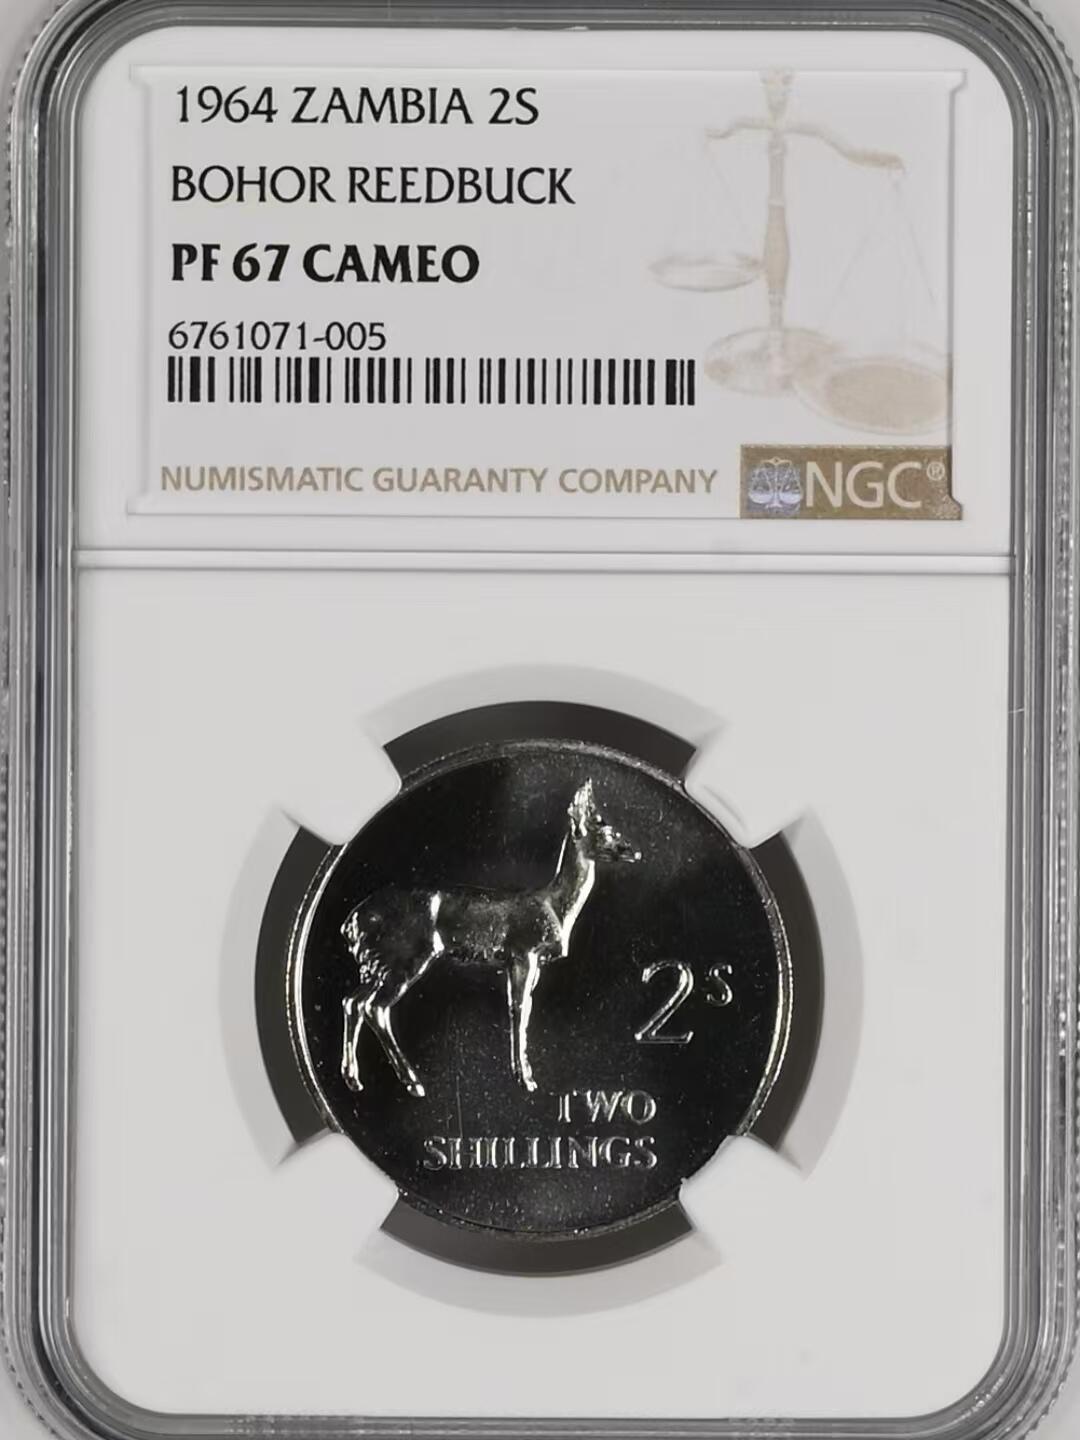 1964 ZAMBIA 2S
BOHOR REEDBUCK
PF 67 CAMEO
6761071-005
NUMISMATIC GUARANTY COMPANY
NGC®
2S
TWO
SHILLINGS